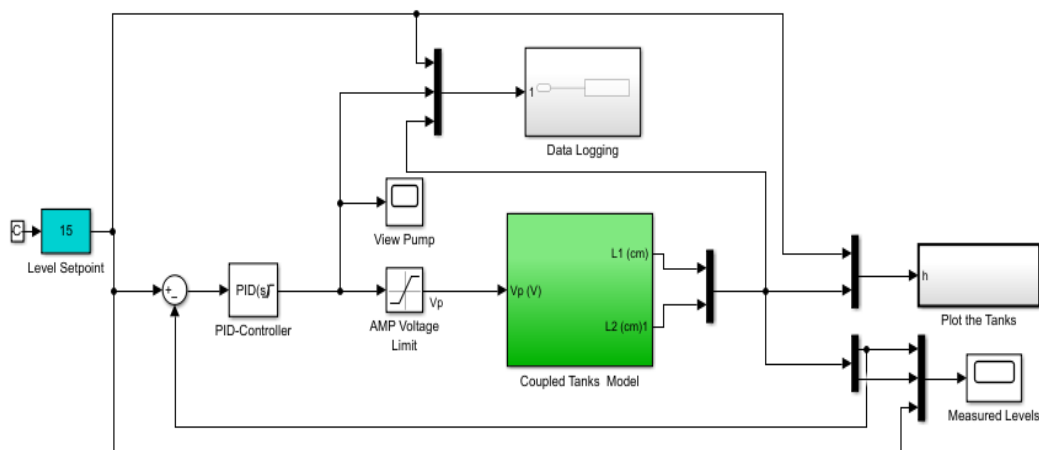 1
Data Logging
C
15
Level Setpoint
View Pump
+
-
PID(s)
PID-Controller
AMP Voltage
Limit
Vp
Vp (V)
L1 (cm)
L2 (cm)1
Coupled Tanks Model
h
Plot the Tanks
Measured Levels